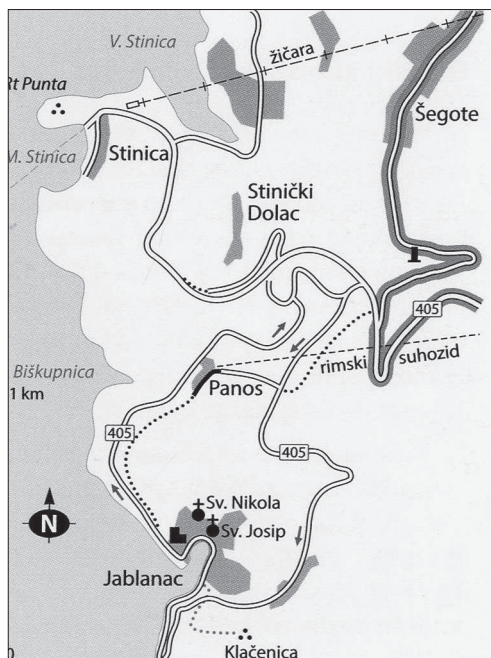 V. Stinica
žičara
Rt Punta
Šegote
M. Stinica
Stinica
Stinički
Dolac
405
Biškupnica
rimski suhozid
1 km
Panos
405
405
Sv. Nikola
N
Sv. Josip
Jablanac
0
Klačenica